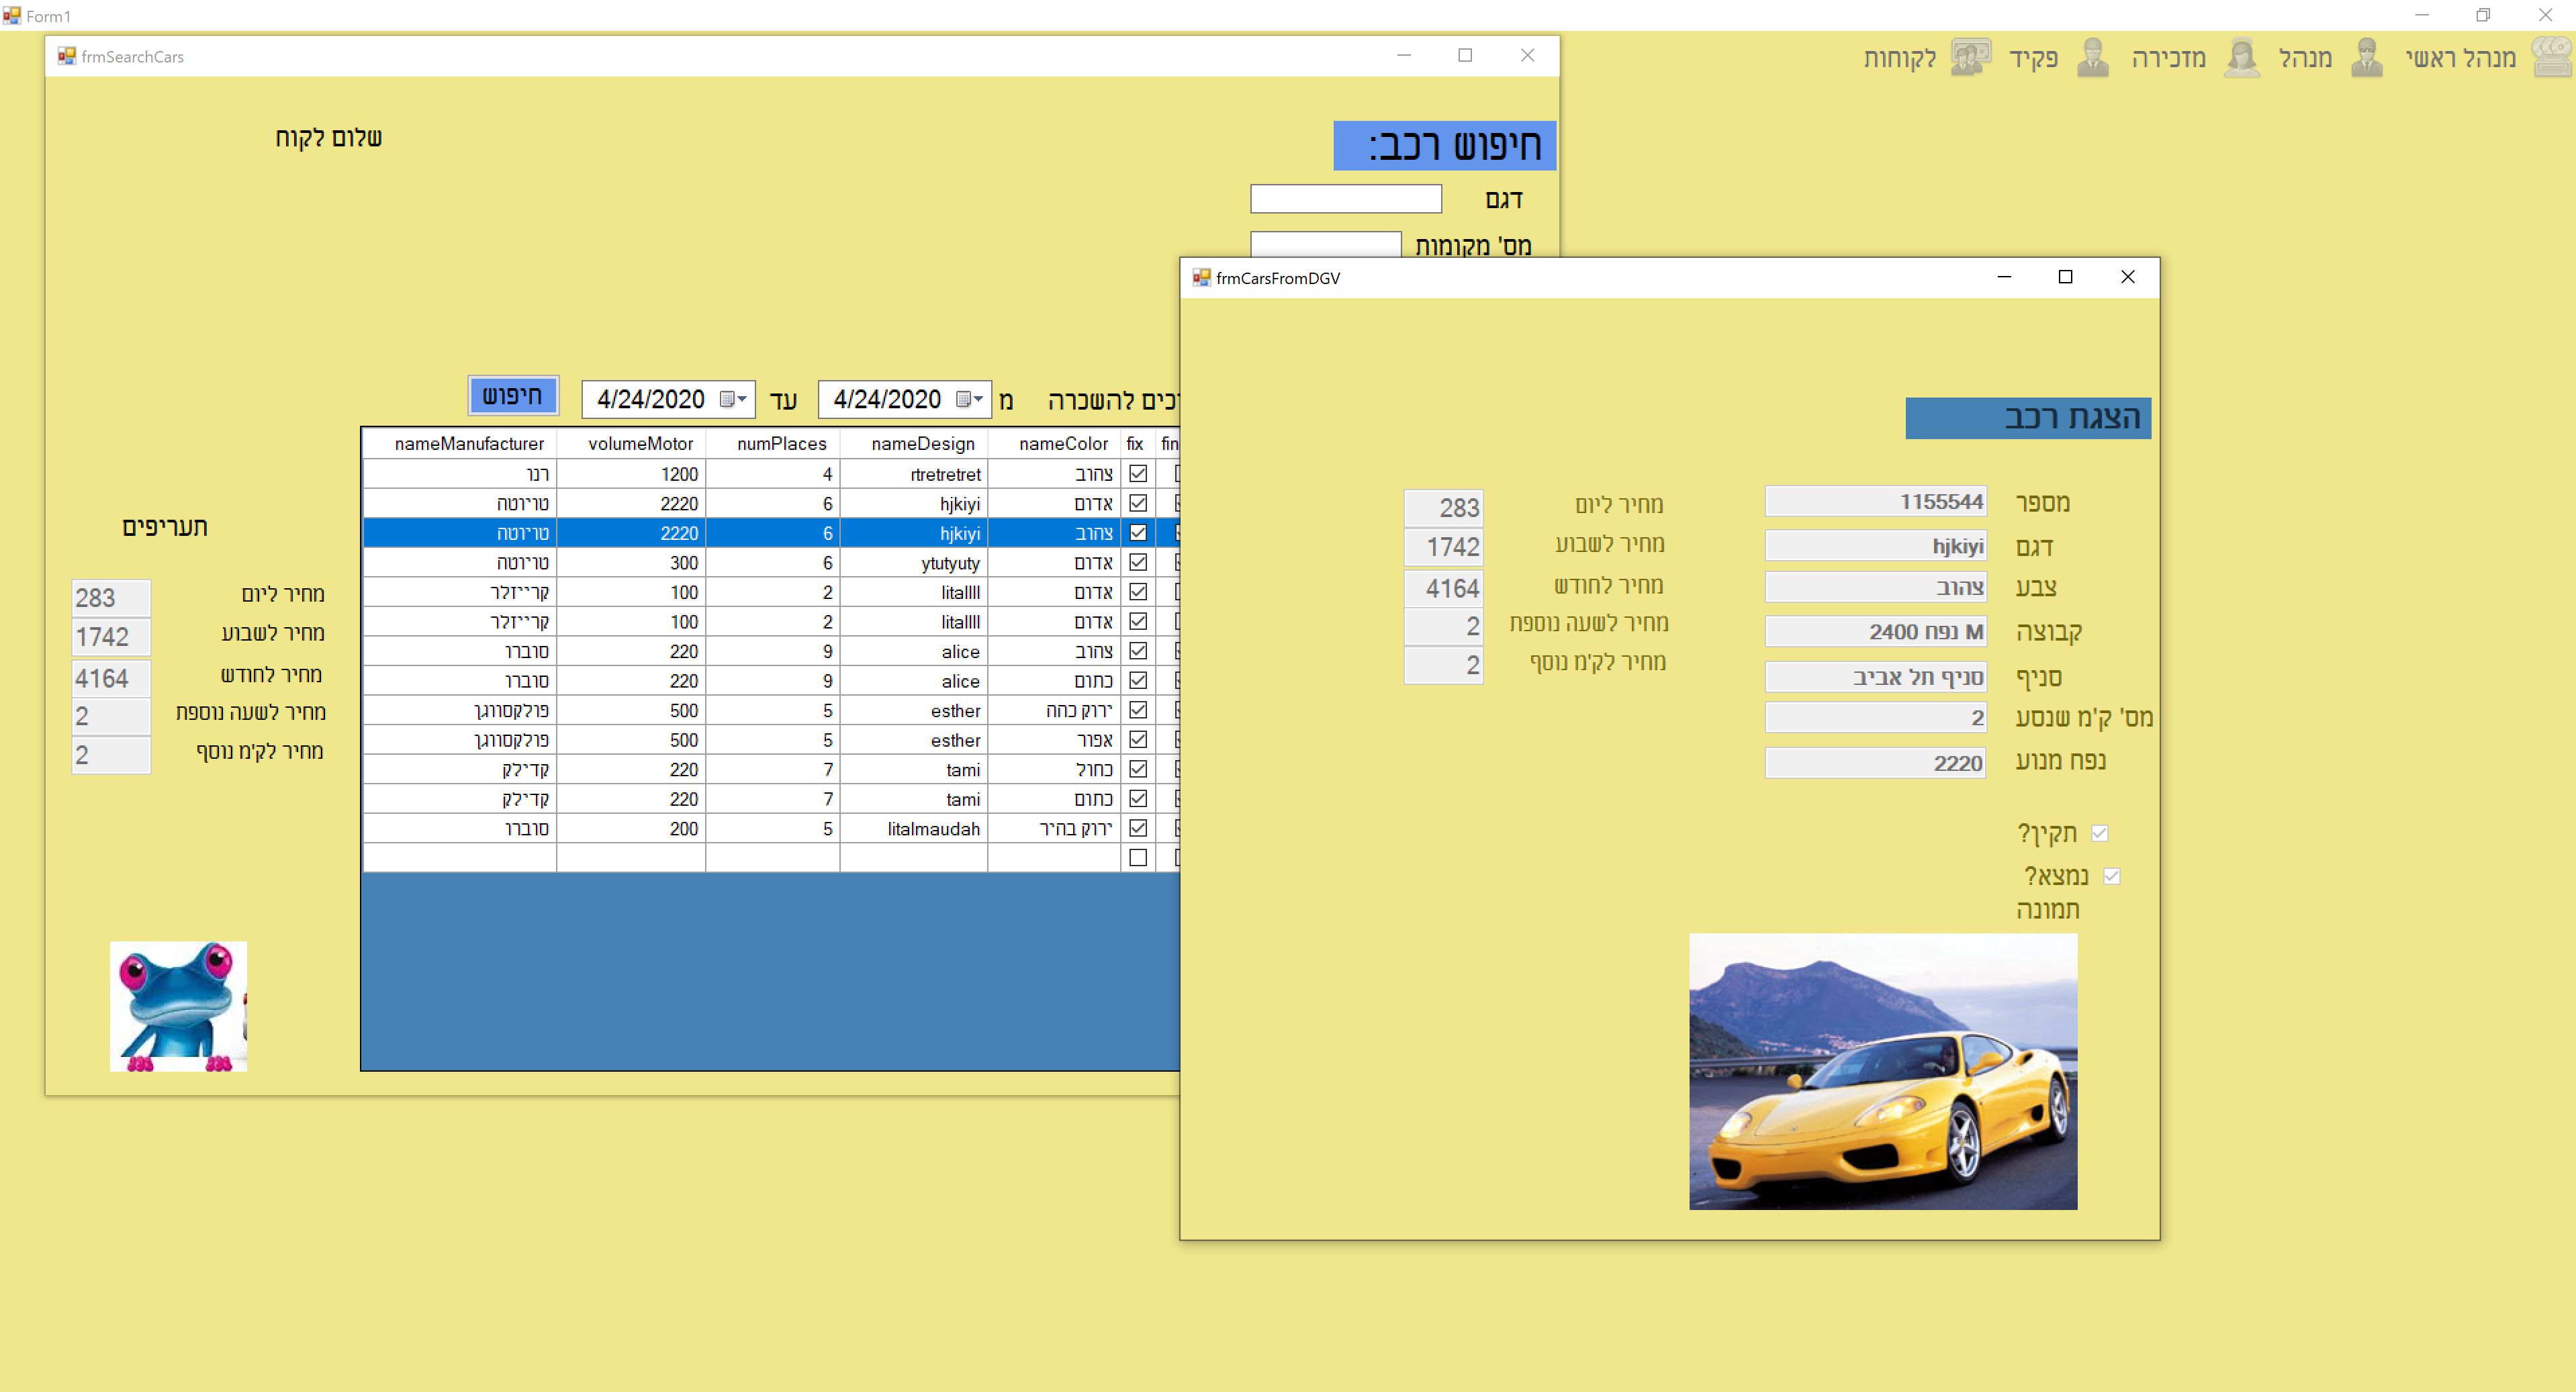 Form1
מנהל ראשי מנהל מזכירה פקיד לקוחות
frmSearchCars
שלום לקוח
חיפוש רכב:
דגם
מס' מקומות
מ 4/24/2020 עד 4/24/2020 חיפוש
nameManufacturer volumeMotor numPlaces nameDesign nameColor fix
רנו 1200 4 rtretretret צהוב
טויוטה 2220 6 hjkiyi אדום
טויוטה 2220 6 hjkiyi צהוב
טויוטה 300 6 ytutyuty אדום
קרייזלר 100 2 litallll אדום
קרייזלר 100 2 litallll אדום
סוברו 220 9 alice צהוב
סוברו 220 9 alice כתום
פולקסווגן 500 5 esther ירוק כהה
פולקסווגן 500 5 esther אפור
קדילק 220 7 tami כחול
קדילק 220 7 tami כתום
סוברו 200 5 litalmaudah ירוק בהיר
תעריפים
מחיר ליום 283
מחיר לשבוע 1742
מחיר לחודש 4164
מחיר לשעה נוספת 2
מחיר לק'מ נוסף 2
frmCarsFromDGV
הצגת רכב
מספר 1155544
דגם hjkiyi
צבע צהוב
קבוצה M נפח 2400
סניף סניף תל אביב
מס' ק'מ שנסע 2
נפח מנוע 2220
מחיר ליום 283
מחיר לשבוע 1742
מחיר לחודש 4164
מחיר לשעה נוספת 2
מחיר לק'מ נוסף 2
תקין?
נמצא?
תמונה